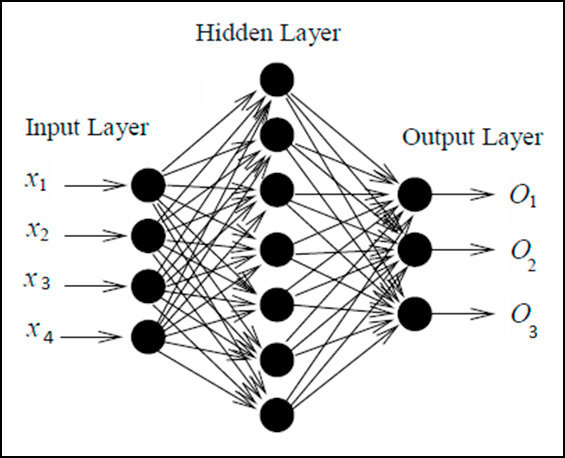 Hidden Layer
Input Layer
Output Layer
x1
O1
x2
O2
x3
O3
x4